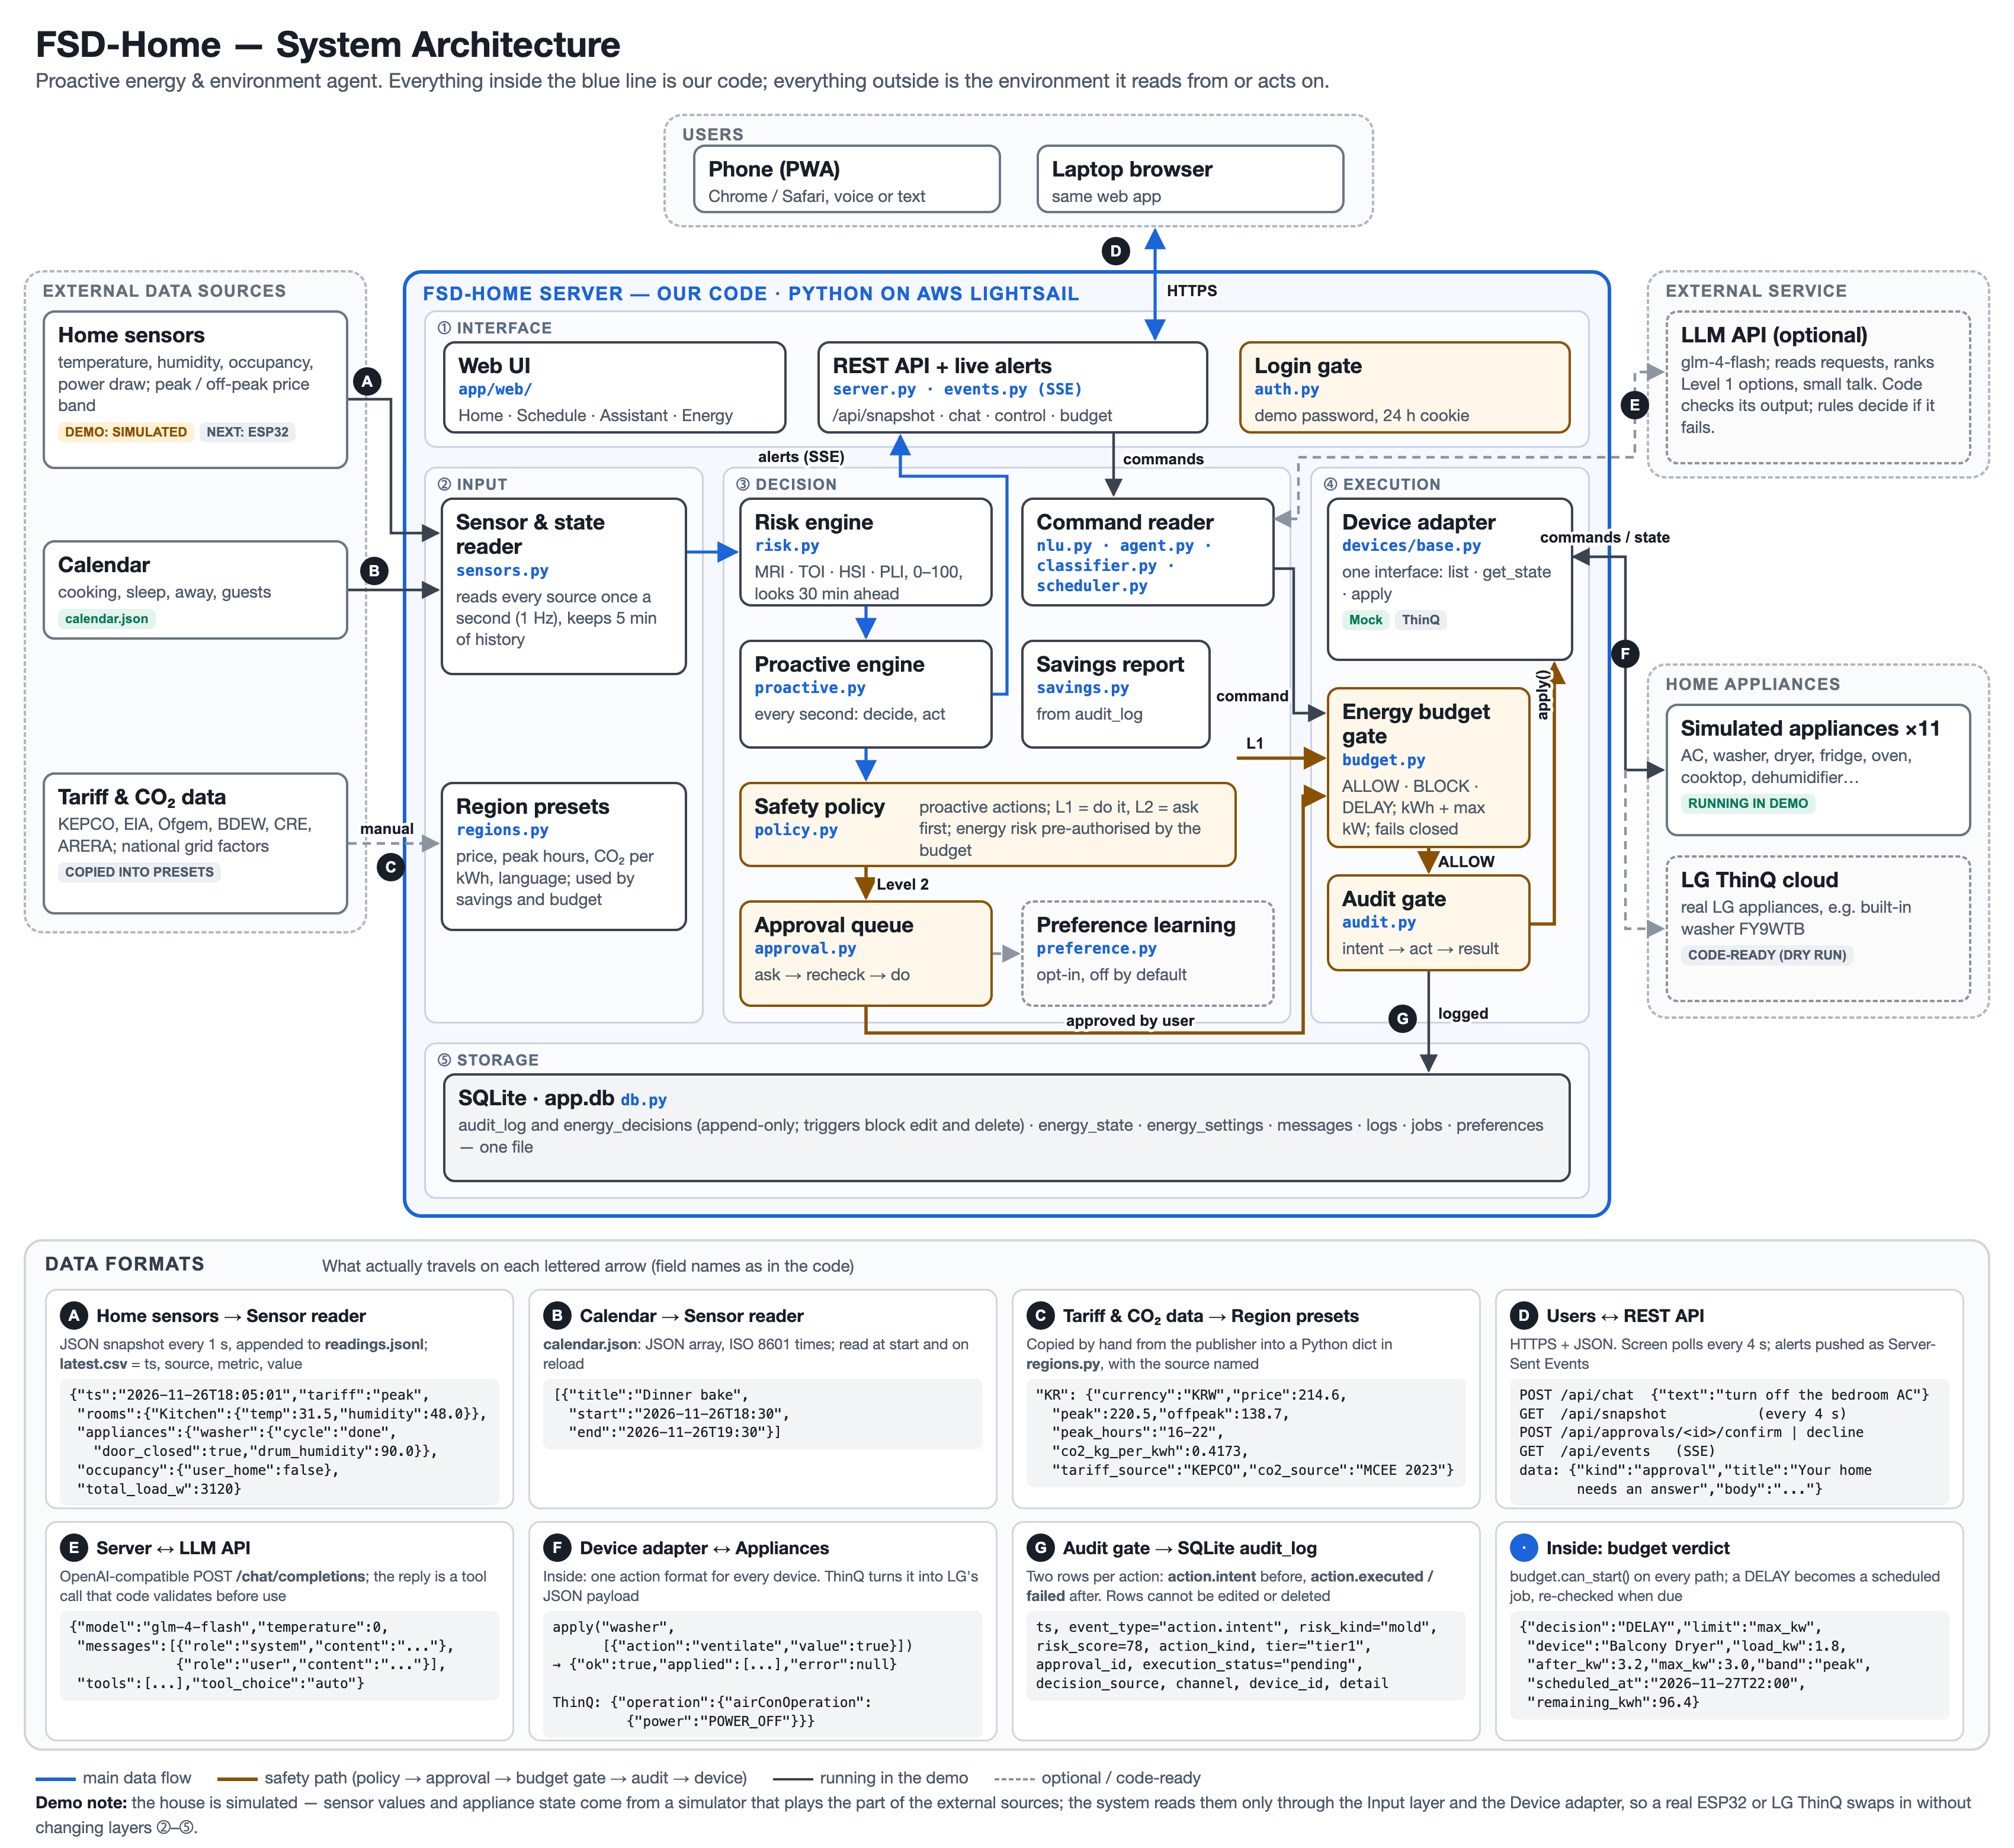 FSD-Home — System Architecture
Proactive energy & environment agent. Everything inside the blue line is our code; everything outside is the environment it reads from or acts on.
USERS
Phone (PWA)
Chrome / Safari, voice or text
Laptop browser
same web app
D
HTTPS
EXTERNAL DATA SOURCES
Home sensors
temperature, humidity, occupancy,
power draw; peak / off-peak price
band
DEMO: SIMULATED
NEXT: ESP32
A
Calendar
cooking, sleep, away, guests
calendar.json
B
Tariff & CO₂ data
KEPCO, EIA, Ofgem, BDEW, CRE,
ARERA; national grid factors
COPIED INTO PRESETS
manual
C
FSD-HOME SERVER — OUR CODE · PYTHON ON AWS LIGHTSAIL
① INTERFACE
Web UI
app/web/
Home · Schedule · Assistant · Energy
REST API + live alerts
server.py · events.py (SSE)
/api/snapshot · chat · control · budget
Login gate
auth.py
demo password, 24 h cookie
alerts (SSE)
commands
② INPUT
Sensor & state
reader
sensors.py
reads every source once a
second (1 Hz), keeps 5 min
of history
Region presets
regions.py
price, peak hours, CO₂ per
kWh, language; used by
savings and budget
③ DECISION
Risk engine
risk.py
MRI · TOI · HSI · PLI, 0–100,
looks 30 min ahead
Command reader
nlu.py · agent.py ·
classifier.py ·
scheduler.py
Proactive engine
proactive.py
every second: decide, act
Savings report
savings.py
from audit_log
command
L1
Safety policy
policy.py
proactive actions; L1 = do it, L2 = ask
first; energy risk pre-authorised by the
budget
Level 2
Approval queue
approval.py
ask → recheck → do
Preference learning
preference.py
opt-in, off by default
approved by user
④ EXECUTION
Device adapter
devices/base.py
one interface: list · get_state
· apply
Mock
ThinQ
commands / state
apply()
Energy budget
gate
budget.py
ALLOW · BLOCK ·
DELAY; kWh + max
kW; fails closed
ALLOW
Audit gate
audit.py
intent → act → result
G
logged
⑤ STORAGE
SQLite · app.db db.py
audit_log and energy_decisions (append-only; triggers block edit and delete) · energy_state · energy_settings · messages · logs · jobs · preferences
— one file
EXTERNAL SERVICE
LLM API (optional)
glm-4-flash; reads requests, ranks
Level 1 options, small talk. Code
checks its output; rules decide if it
fails.
E
F
HOME APPLIANCES
Simulated appliances ×11
AC, washer, dryer, fridge, oven,
cooktop, dehumidifier…
RUNNING IN DEMO
LG ThinQ cloud
real LG appliances, e.g. built-in
washer FY9WTB
CODE-READY (DRY RUN)
DATA FORMATS
What actually travels on each lettered arrow (field names as in the code)
A Home sensors → Sensor reader
JSON snapshot every 1 s, appended to readings.jsonl;
latest.csv = ts, source, metric, value
{"ts":"2026-11-26T18:05:01","tariff":"peak",
"rooms":{"Kitchen":{"temp":31.5,"humidity":48.0}},
"appliances":{"washer":{"cycle":"done",
"door_closed":true,"drum_humidity":90.0}},
"occupancy":{"user_home":false},
"total_load_w":3120}
B Calendar → Sensor reader
calendar.json: JSON array, ISO 8601 times; read at start and on
reload
[{"title":"Dinner bake",
"start":"2026-11-26T18:30",
"end":"2026-11-26T19:30"}]
C Tariff & CO₂ data → Region presets
Copied by hand from the publisher into a Python dict in
regions.py, with the source named
"KR": {"currency":"KRW","price":214.6,
"peak":220.5,"offpeak":138.7,
"peak_hours":"16-22",
"co2_kg_per_kwh":0.4173,
"tariff_source":"KEPCO","co2_source":"MCEE 2023"}
D Users ↔ REST API
HTTPS + JSON. Screen polls every 4 s; alerts pushed as Server-
Sent Events
POST /api/chat {"text":"turn off the bedroom AC"}
GET /api/snapshot (every 4 s)
POST /api/approvals/<id>/confirm | decline
GET /api/events (SSE)
data: {"kind":"approval","title":"Your home
needs an answer","body":"..."}
E Server ↔ LLM API
OpenAI-compatible POST /chat/completions; the reply is a tool
call that code validates before use
{"model":"glm-4-flash","temperature":0,
"messages":[{"role":"system","content":"..."},
{"role":"user","content":"..."}],
"tools":[...],"tool_choice":"auto"}
F Device adapter ↔ Appliances
Inside: one action format for every device. ThinQ turns it into LG's
JSON payload
apply("washer",
[{"action":"ventilate","value":true}])
→ {"ok":true,"applied":[...],"error":null}
ThinQ: {"operation":{"airConOperation":
{"power":"POWER_OFF"}}}
G Audit gate → SQLite audit_log
Two rows per action: action.intent before, action.executed /
failed after. Rows cannot be edited or deleted
ts, event_type="action.intent", risk_kind="mold",
risk_score=78, action_kind, tier="tier1",
approval_id, execution_status="pending",
decision_source, channel, device_id, detail
· Inside: budget verdict
budget.can_start() on every path; a DELAY becomes a scheduled
job, re-checked when due
{"decision":"DELAY","limit":"max_kw",
"device":"Balcony Dryer","load_kw":1.8,
"after_kw":3.2,"max_kw":3.0,"band":"peak",
"scheduled_at":"2026-11-27T22:00",
"remaining_kwh":96.4}
main data flow
safety path (policy → approval → budget gate → audit → device)
running in the demo
optional / code-ready
Demo note: the house is simulated — sensor values and appliance state come from a simulator that plays the part of the external sources; the system reads them only through the Input layer and the Device adapter, so a real ESP32 or LG ThinQ swaps in without
changing layers ②–⑤.